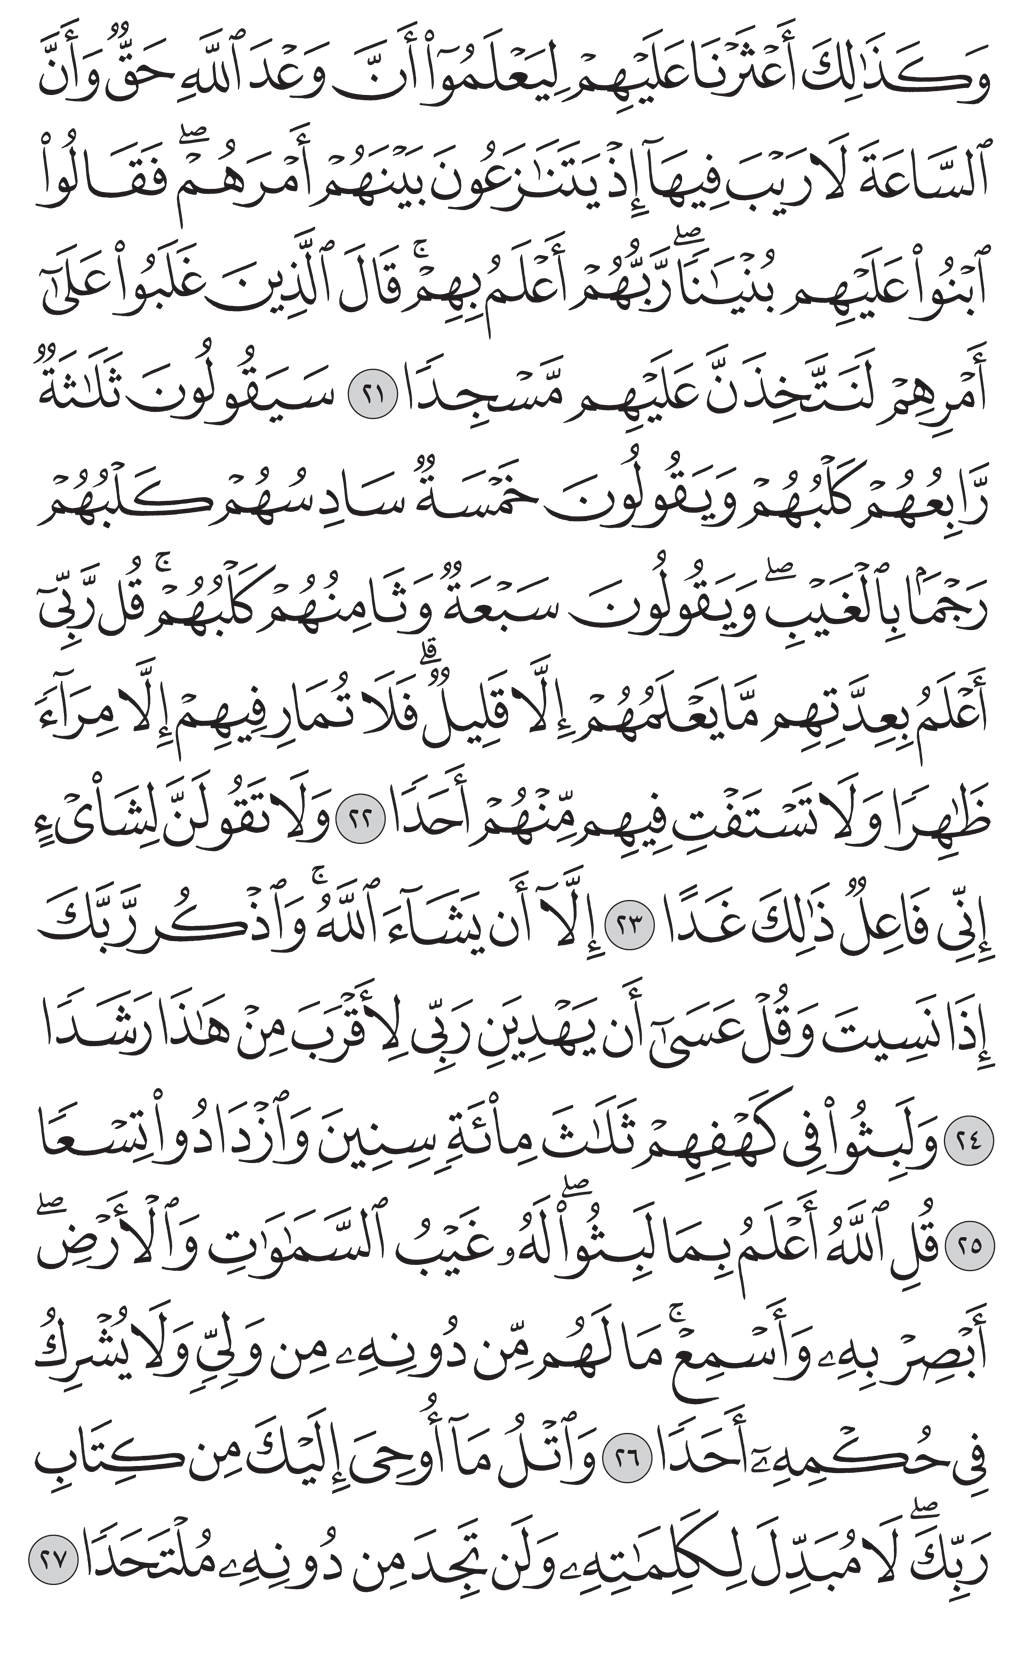 وَكَذَٰلِكَ أَعۡثَرۡنَا عَلَيۡهِمۡ لِيَعۡلَمُوٓاْ أَنَّ وَعۡدَ ٱللَّهِ حَقّٞ وَأَنَّ
ٱلسَّاعَةَ لَا رَيۡبَ فِيهَآ إِذۡ يَتَنَٰزَعُونَ بَيۡنَهُمۡ أَمۡرَهُمۡۖ فَقَالُواْ
ٱبۡنُواْ عَلَيۡهِم بُنۡيَٰنٗاۖ رَّبُّهُمۡ أَعۡلَمُ بِهِمۡۚ قَالَ ٱلَّذِينَ غَلَبُواْ عَلَىٰٓ
أَمۡرِهِمۡ لَنَتَّخِذَنَّ عَلَيۡهِم مَّسۡجِدٗا ٢١ سَيَقُولُونَ ثَلَٰثَةٞ
رَّابِعُهُمۡ كَلۡبُهُمۡ وَيَقُولُونَ خَمۡسَةٞ سَادِسُهُمۡ كَلۡبُهُمۡ
رَجۡمَۢا بِٱلۡغَيۡبِۖ وَيَقُولُونَ سَبۡعَةٞ وَثَامِنُهُمۡ كَلۡبُهُمۡۚ قُل رَّبِّيٓ
أَعۡلَمُ بِعِدَّتِهِم مَّا يَعۡلَمُهُمۡ إِلَّا قَلِيلٞۗ فَلَا تُمَارِ فِيهِمۡ إِلَّا مِرَآءٗ
ظَٰهِرٗا وَلَا تَسۡتَفۡتِ فِيهِم مِّنۡهُمۡ أَحَدٗا ٢٢ وَلَا تَقُولَنَّ لِشَاْيۡءٍ
إِنِّي فَاعِلٞ ذَٰلِكَ غَدًا ٢٣ إِلَّآ أَن يَشَآءَ ٱللَّهُۚ وَٱذۡكُر رَّبَّكَ
إِذَا نَسِيتَ وَقُلۡ عَسَىٰٓ أَن يَهۡدِيَنِ رَبِّي لِأَقۡرَبَ مِنۡ هَٰذَا رَشَدٗا
٢٤ وَلَبِثُواْ فِي كَهۡفِهِمۡ ثَلَٰثَ مِاْئَةٖ سِنِينَ وَٱزۡدَادُواْ تِسۡعٗا
٢٥ قُلِ ٱللَّهُ أَعۡلَمُ بِمَا لَبِثُواْۖ لَهُۥ غَيۡبُ ٱلسَّمَٰوَٰتِ وَٱلۡأَرۡضِۖ
أَبۡصِرۡ بِهِۦ وَأَسۡمِعۡۚ مَا لَهُم مِّن دُونِهِۦ مِن وَلِيّٖ وَلَا يُشۡرِكُ
فِي حُكۡمِهِۦٓ أَحَدٗا ٢٦ وَٱتۡلُ مَآ أُوحِيَ إِلَيۡكَ مِن كِتَابِ
رَبِّكَۖ لَا مُبَدِّلَ لِكَلِمَٰتِهِۦ وَلَن تَجِدَ مِن دُونِهِۦ مُلۡتَحَدٗا ٢٧